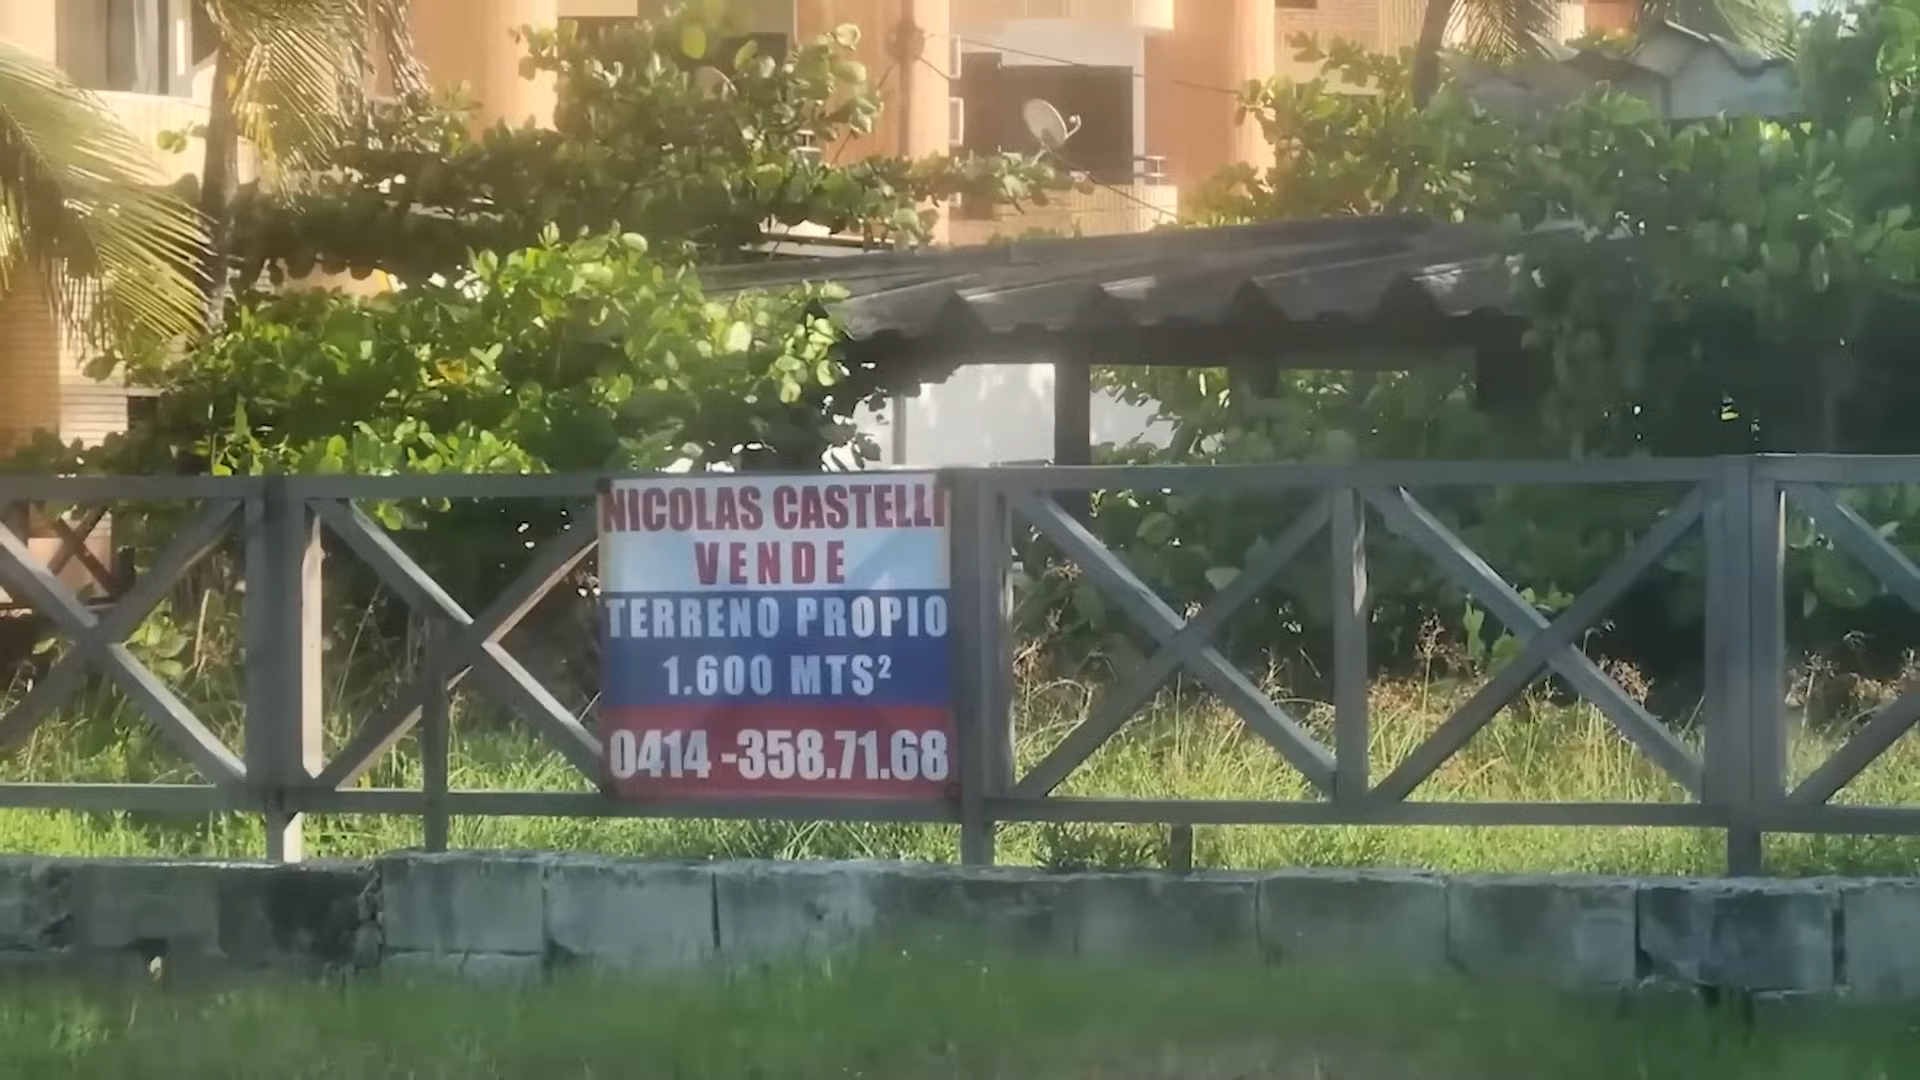 NICOLAS CASTELLI
VENDE
TERRENO PROPIO
1.600 MTS²
0414 -358.71.68